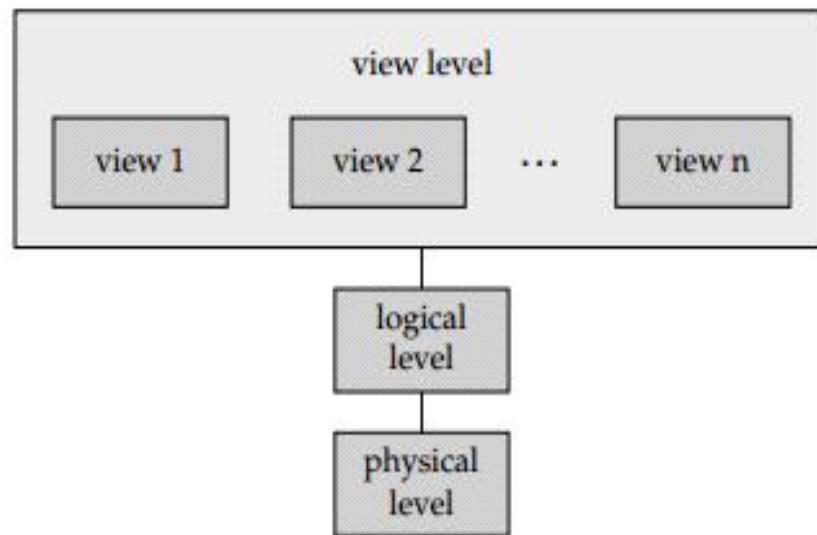 view level
view 1
view 2
...
view n
logical
level
physical
level